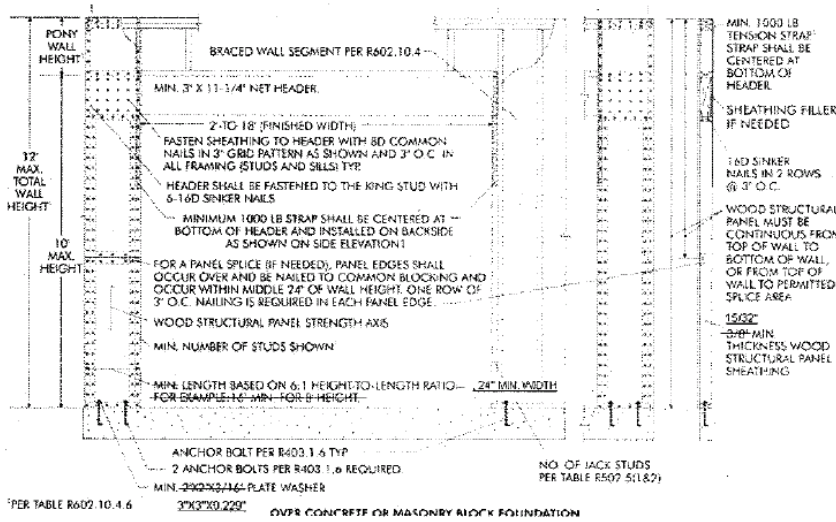 PONY
WALL
HEIGHT
BRACED WALL SEGMENT PER R602.10.4
MIN. 3" X 11-1/4" NET HEADER
2'-TO 18' (FINISHED WIDTH)
FASTEN SHEATHING TO HEADER WITH 8D COMMON
NAILS IN 3" GRID PATTERN AS SHOWN AND 3" O.C. IN
ALL FRAMING (STUDS AND SILLS) TYP.
HEADER SHALL BE FASTENED TO THE KING STUD WITH
6-16D SINKER NAILS
MINIMUM 1000 LB STRAP SHALL BE CENTERED AT
BOTTOM OF HEADER AND INSTALLED ON BACKSIDE
AS SHOWN ON SIDE ELEVATION1
FOR A PANEL SPLICE (IF NEEDED), PANEL EDGES SHALL
OCCUR OVER AND BE NAILED TO COMMON BLOCKING AND
OCCUR WITHIN MIDDLE 24" OF WALL HEIGHT. ONE ROW OF
3" O.C. NAILING IS REQUIRED IN EACH PANEL EDGE.
WOOD STRUCTURAL PANEL STRENGTH AXIS
MIN. NUMBER OF STUDS SHOWN
MIN. LENGTH BASED ON 6:1 HEIGHT-TO-LENGTH RATIO
FOR EXAMPLE: 16" MIN. FOR 8' HEIGHT.
24" MIN. WIDTH
12'
MAX.
TOTAL
WALL
HEIGHT
10'
MAX.
HEIGHT
ANCHOR BOLT PER R403.1.6 TYP
2 ANCHOR BOLTS PER R403.1.6 REQUIRED
MIN. 2"X2"X3/16" PLATE WASHER
3"X3"X0.229"
NO. OF JACK STUDS
PER TABLE R502.5(1&2)
MIN. 1000 LB
TENSION STRAP
STRAP SHALL BE
CENTERED AT
BOTTOM OF
HEADER
SHEATHING FILLER
IF NEEDED
16D SINKER
NAILS IN 2 ROWS
@ 3" O.C.
WOOD STRUCTURAL
PANEL MUST BE
CONTINUOUS FROM
TOP OF WALL TO
BOTTOM OF WALL,
OR FROM TOP OF
WALL TO PERMITTED
SPLICE AREA
15/32"
3/8" MIN
THICKNESS WOOD
STRUCTURAL PANEL
SHEATHING
PER TABLE R602.10.4.6
OVER CONCRETE OR MASONRY BLOCK FOUNDATION